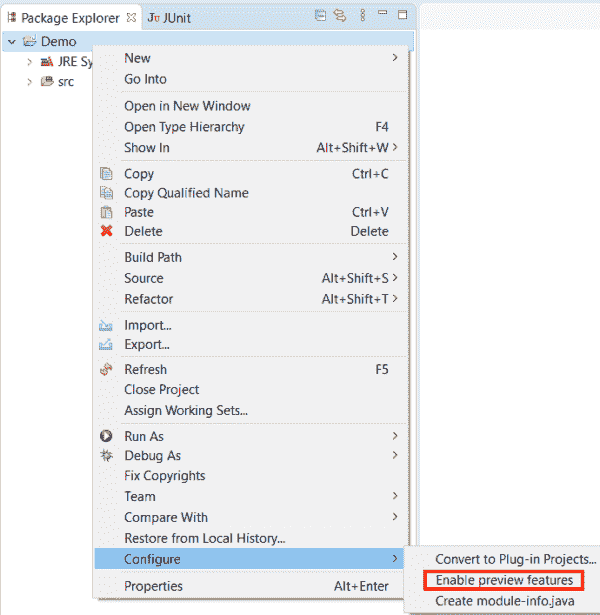 Package Explorer JUnit
Demo
JRE Sy
src
New
Go Into
Open in New Window
Open Type Hierarchy F4
Show In Alt+Shift+W
Copy Ctrl+C
Copy Qualified Name
Paste Ctrl+V
Delete Delete
Build Path
Source Alt+Shift+S
Refactor Alt+Shift+T
Import...
Export...
Refresh F5
Close Project
Assign Working Sets...
Run As
Debug As
Fix Copyrights
Team
Compare With
Restore from Local History...
Configure
Properties Alt+Enter
Convert to Plug-in Projects...
Enable preview features
Create module-info.java